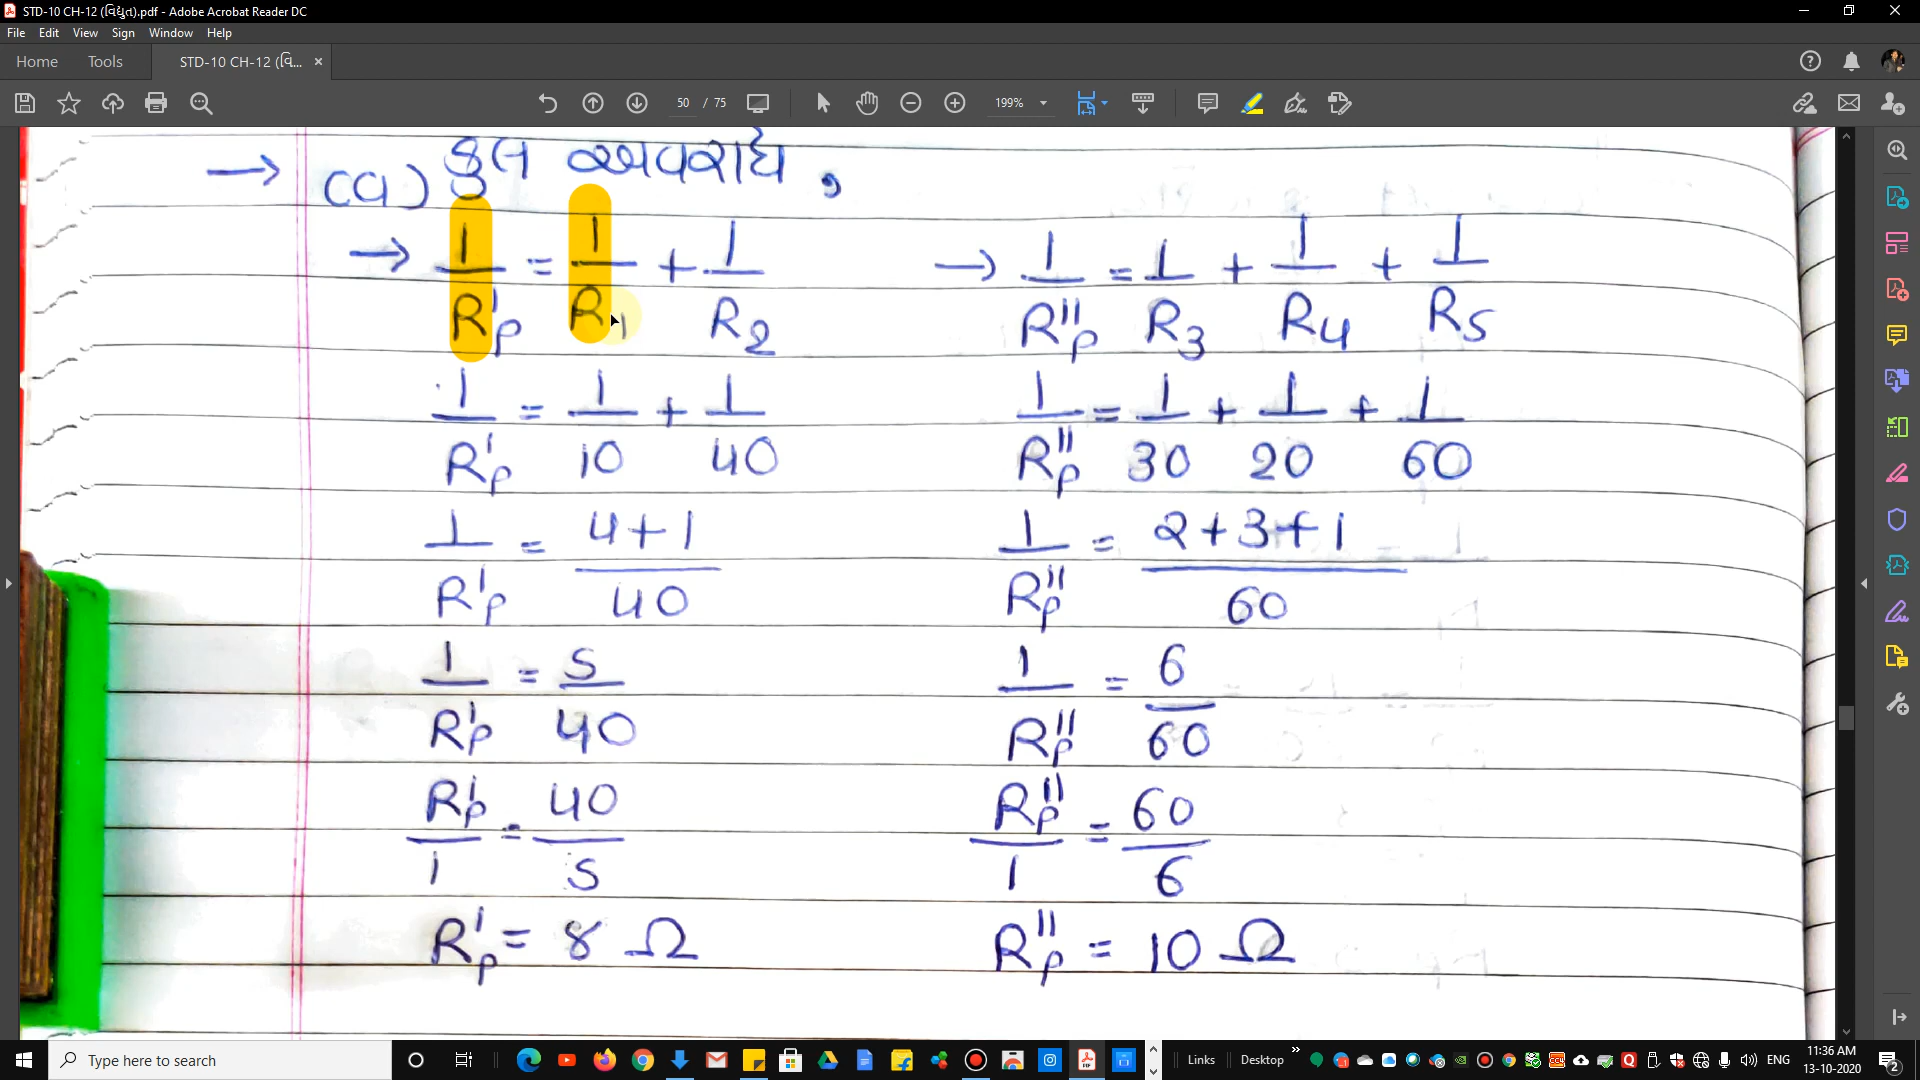 STD-10 CH-12 (વિદ્યુત).pdf - Adobe Acrobat Reader DC
File Edit View Sign Window Help
Home Tools STD-10 CH-12 (વિ... ×
50 / 75 199%
→ (a) કુલ અવરોધ,
→ 1/R'p = 1/R1 + 1/R2
1/R'p = 1/10 + 1/40
1/R'p = 4+1/40
1/R'p = 5/40
R'p/1 = 40/5
R'p = 8 Ω
→ 1/R''p = 1/R3 + 1/R4 + 1/R5
1/R''p = 1/30 + 1/20 + 1/60
1/R''p = 2+3+1/60
1/R''p = 6/60
R''p/1 = 60/6
R''p = 10 Ω
Type here to search
Links Desktop » ENG 11:36 AM
13-10-2020 2